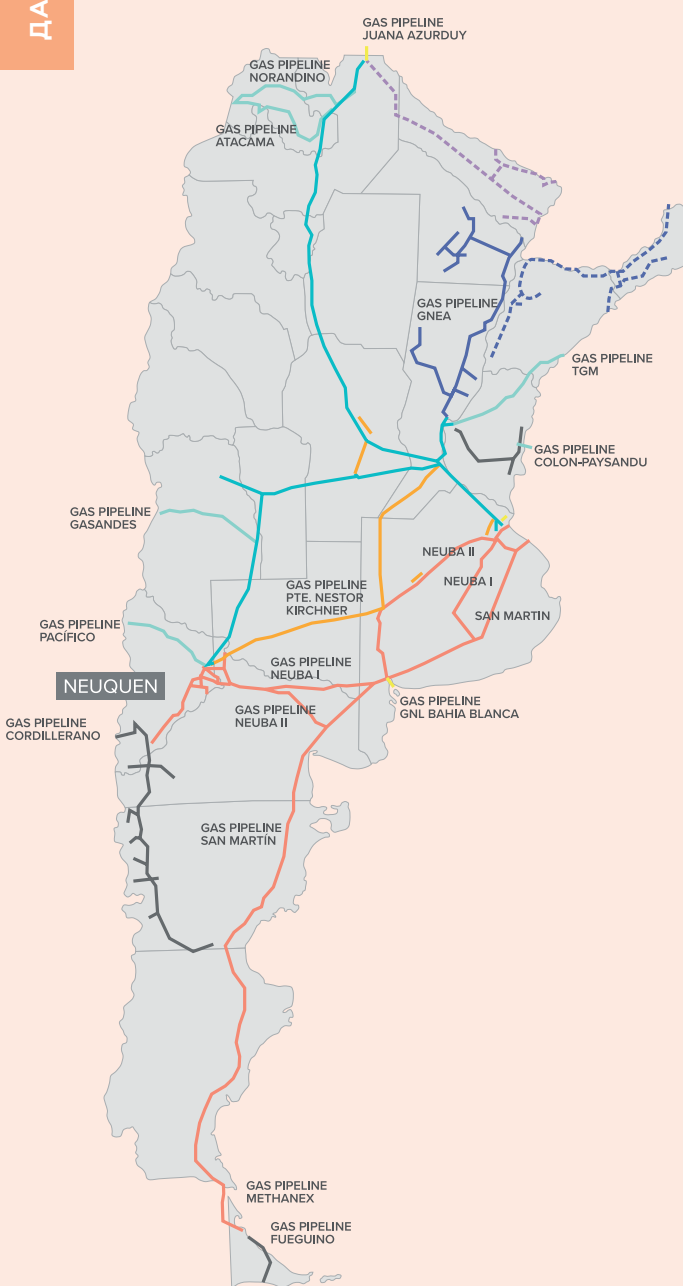 ДА
GAS PIPELINE
JUANA AZURDUY
GAS PIPELINE
NORANDINO
GAS PIPELINE
ATACAMA
GAS PIPELINE
GNEA
GAS PIPELINE
TGM
GAS PIPELINE
COLON-PAYSANDU
GAS PIPELINE
GASANDES
NEUBA II
NEUBA I
SAN MARTIN
GAS PIPELINE
PTE. NESTOR
KIRCHNER
GAS PIPELINE
PACÍFICO
GAS PIPELINE
NEUBA I
NEUQUEN
GAS PIPELINE
NEUBA II
GAS PIPELINE
GNL BAHIA BLANCA
GAS PIPELINE
CORDILLERANO
GAS PIPELINE
SAN MARTÍN
GAS PIPELINE
METHANEX
GAS PIPELINE
FUEGUINO